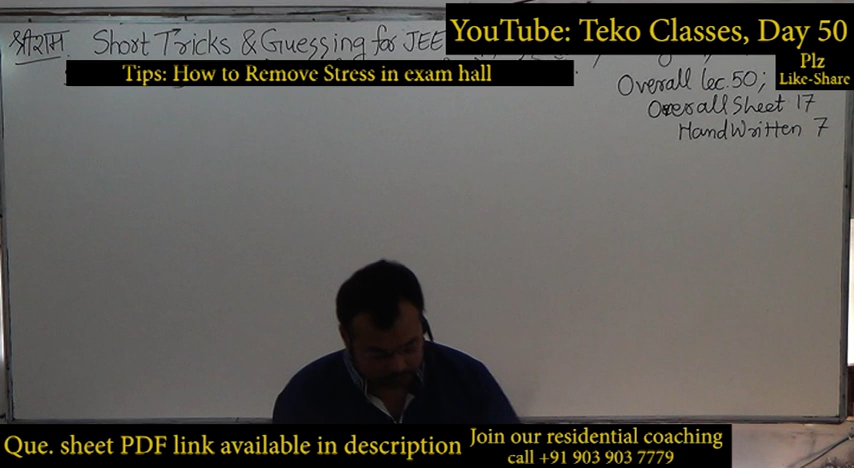 श्रीराम. Short Tricks & Guessing for JEE
YouTube: Teko Classes, Day 50
Plz
Like-Share
Tips: How to Remove Stress in exam hall
Overall lec. 50;
Overall Sheet 17
HandWritten 7
Que. sheet PDF link available in description
Join our residential coaching
call +91 903 903 7779